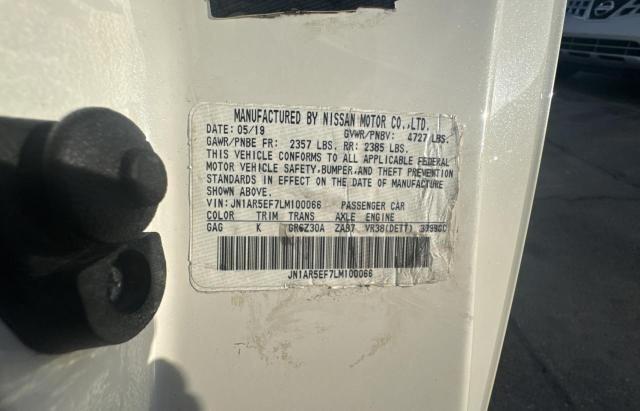 MANUFACTURED BY NISSAN MOTOR CO.,LTD.
DATE: 05/19 GVWR/PNBV: 4727 LBS.
GAWR/PNBE FR: 2357 LBS. RR: 2385 LBS.
THIS VEHICLE CONFORMS TO ALL APPLICABLE FEDERAL
MOTOR VEHICLE SAFETY, BUMPER, AND THEFT PREVENTION
STANDARDS IN EFFECT ON THE DATE OF MANUFACTURE
SHOWN ABOVE.
VIN: JN1AR5EF7LM100066 PASSENGER CAR
COLOR TRIM TRANS AXLE ENGINE
GAG K GR6Z30A ZA37 VR38(DETT) 3799CC
JN1AR5EF7LM100066